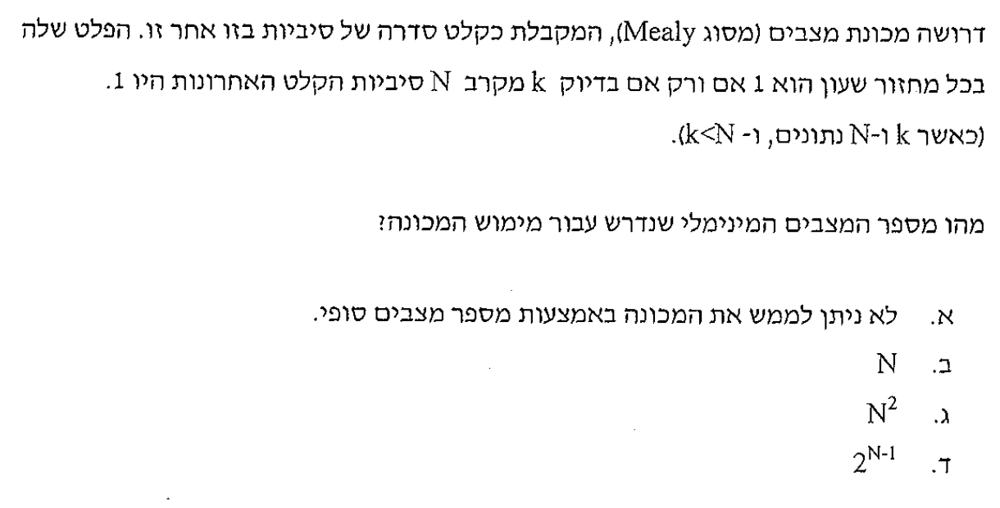 דרושה מכונת מצבים (מסוג Mealy), המקבלת כקלט סדרה של סיביות בזו אחר זו. הפלט שלה
בכל מחזור שעון הוא 1 אם ורק אם בדיוק k מקרב N סיביות הקלט האחרונות היו 1.
(כאשר k ו-N נתונים, ו- k<N).
מהו מספר המצבים המינימלי שנדרש עבור מימוש המכונה?
א. לא ניתן לממש את המכונה באמצעות מספר מצבים סופי.
ב. N
ג. N²
ד. 2^{N-1}